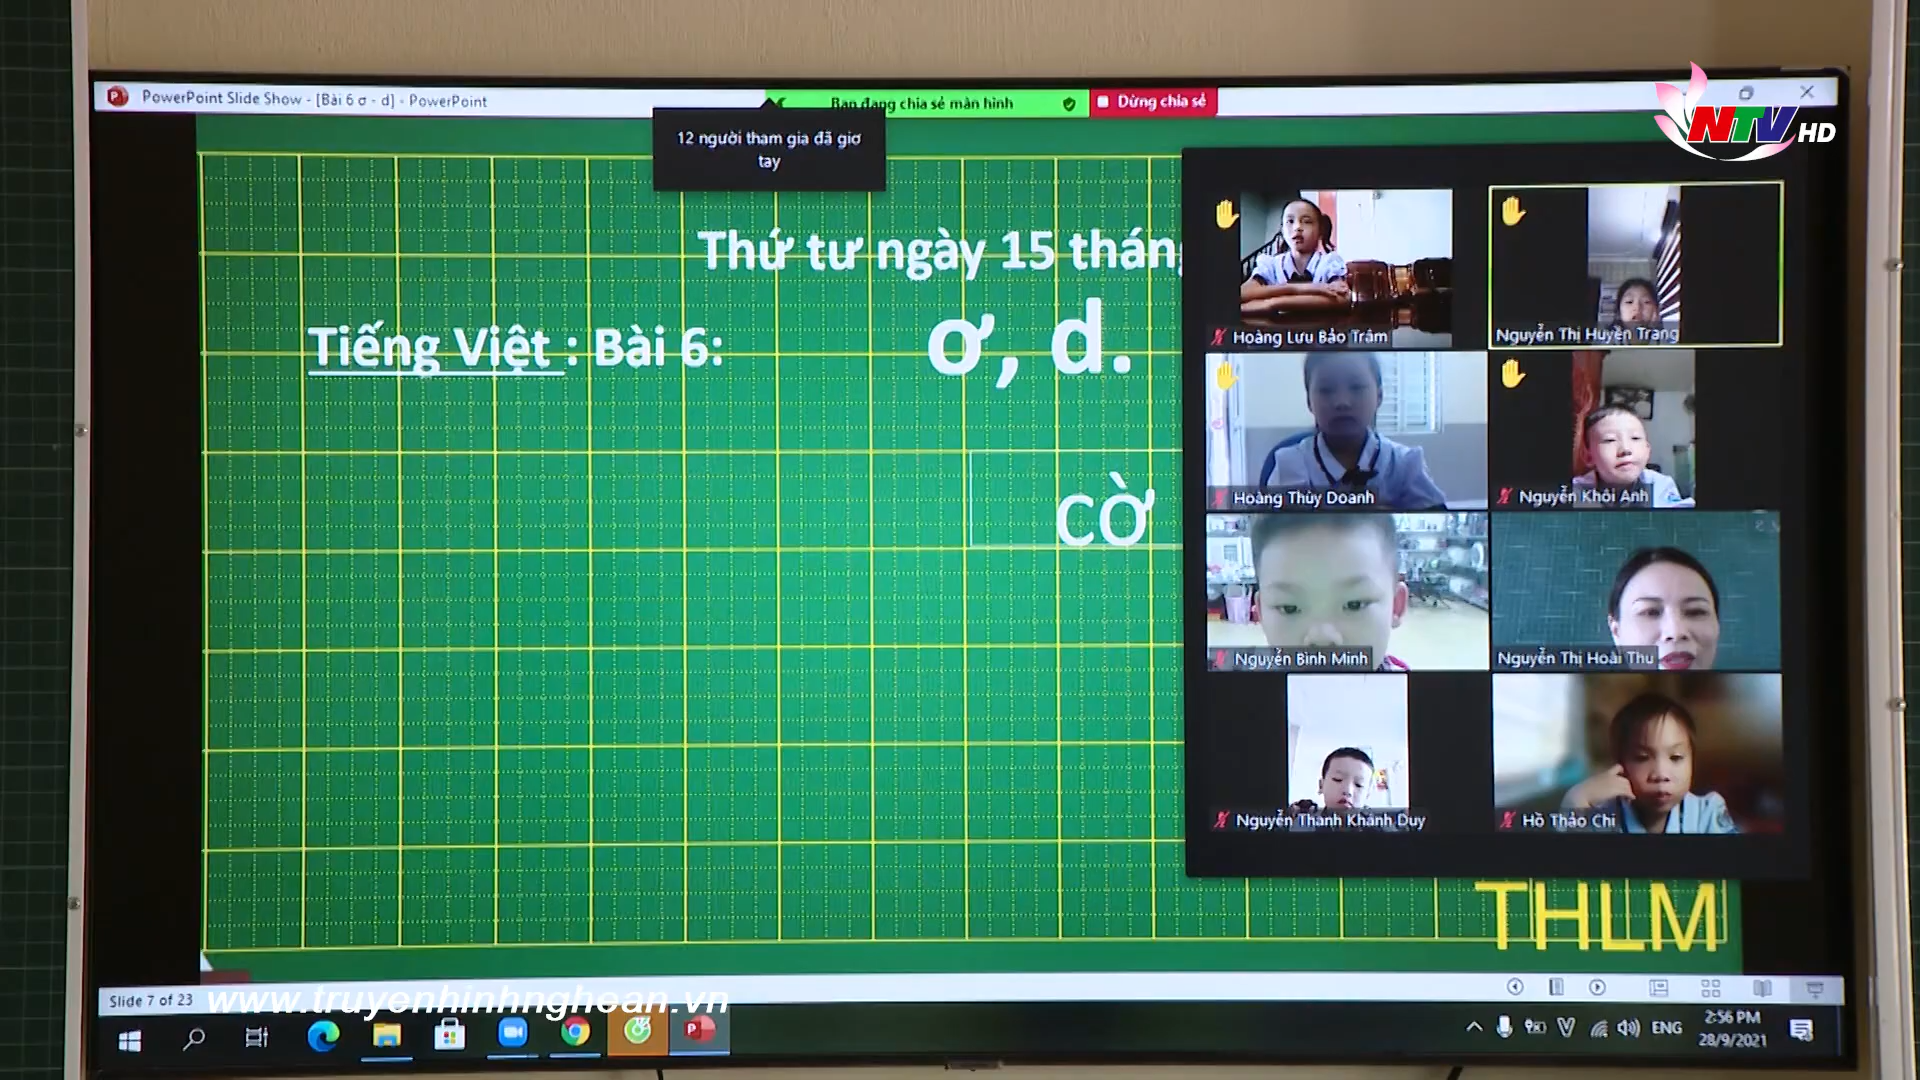 PowerPoint Slide Show - [Bài 6 ơ - d] - PowerPoint
Bạn đang chia sẻ màn hình
Dừng chia sẻ
NTV HD
12 người tham gia đã giơ
tay
Thứ tư ngày 15 tháng
Tiếng Việt : Bài 6:
ơ, d.
cờ
Hoàng Lưu Bảo Trâm
Nguyễn Thị Huyền Trang
Hoàng Thùy Doanh
Nguyễn Khôi Anh
Nguyễn Bình Minh
Nguyễn Thị Hoài Thu
Nguyễn Thành Khánh Duy
Hồ Thảo Chi
THLM
Slide 7 of 23
www.truyenhinhnghean.vn
ENG
2:56 PM
28/9/2021